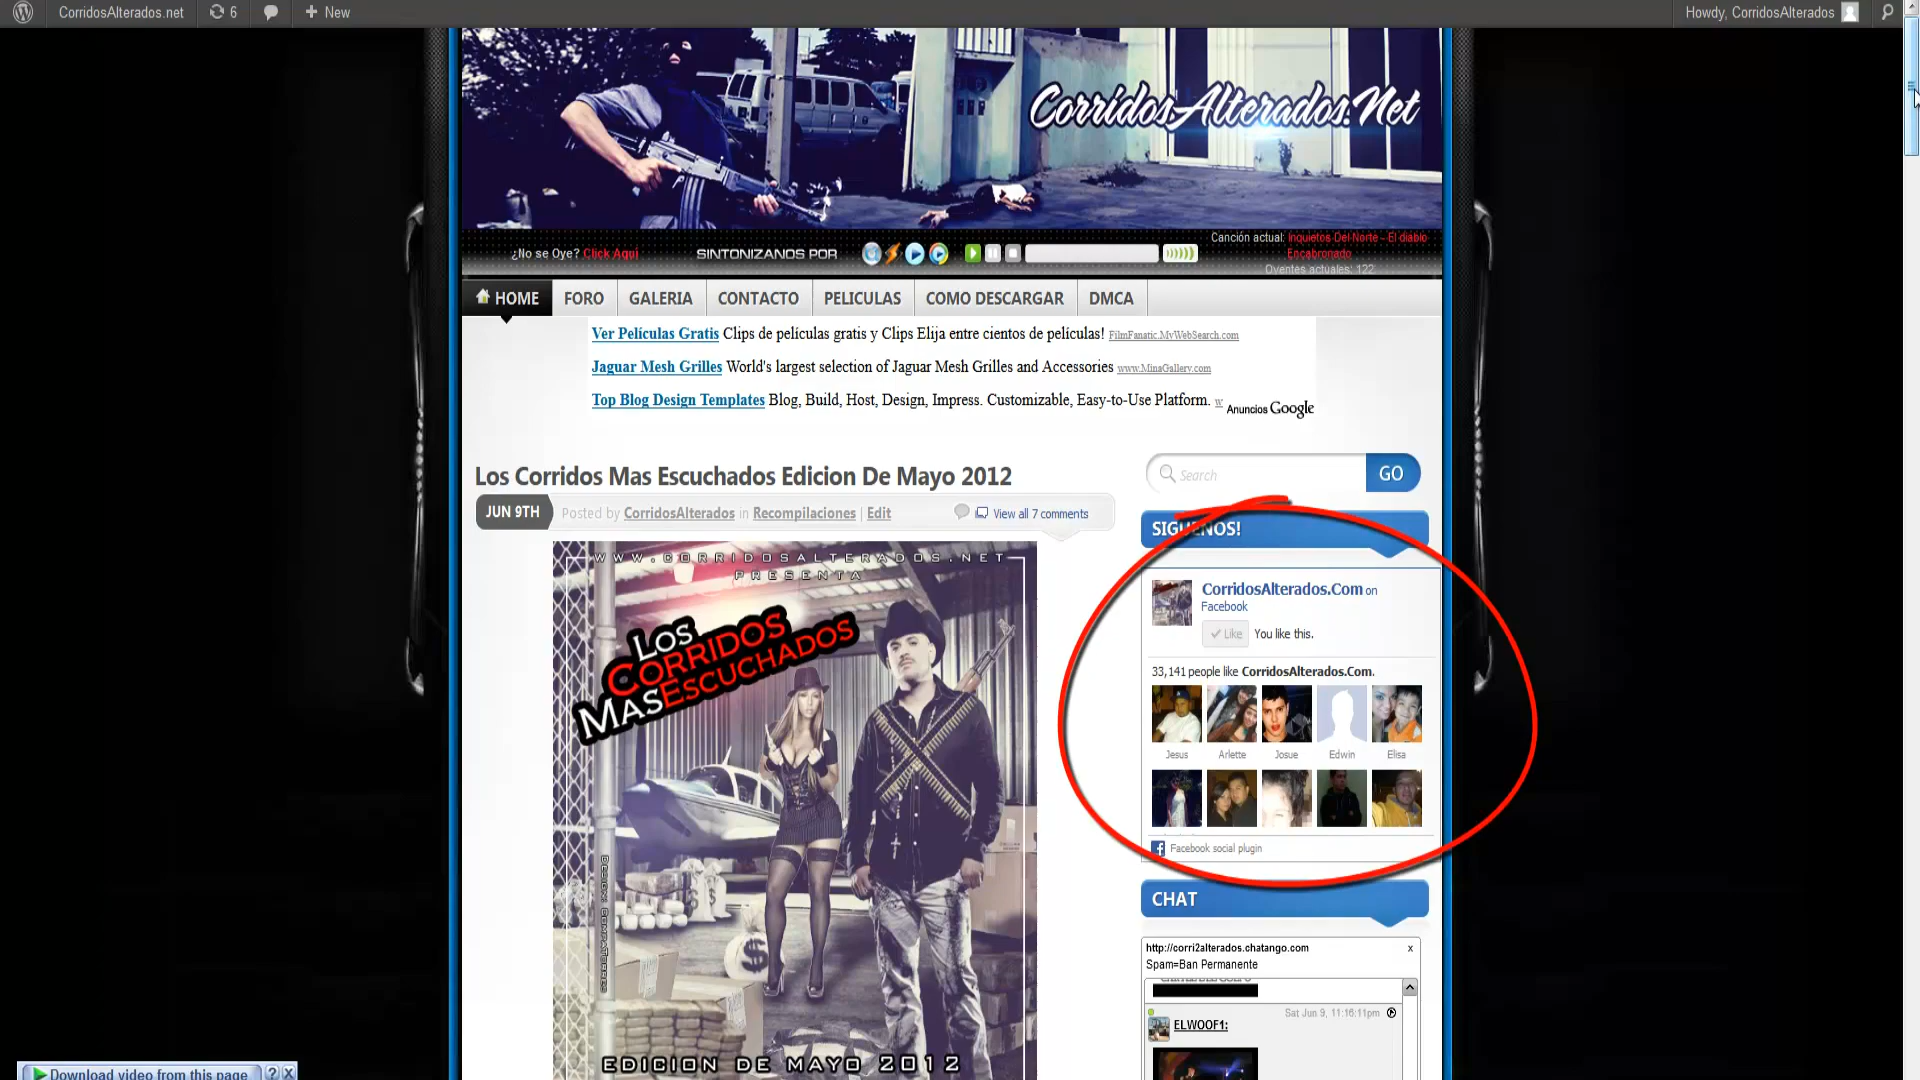 CorridosAlterados.net 6 New Howdy, CorridosAlterados
CorridosAlterados.Net
¿No se Oye? Click Aqui SINTONIZANOS POR
Canción actual: Inquietos Del Norte - El diablo
Encabronado
Oyentes actuales: 122
HOME FORO GALERIA CONTACTO PELICULAS COMO DESCARGAR DMCA
Ver Películas Gratis Clips de películas gratis y Clips Elija entre cientos de películas! FilmFanatic.MyWebSearch.com
Jaguar Mesh Grilles World's largest selection of Jaguar Mesh Grilles and Accessories www.MinaGallery.com
Top Blog Design Templates Blog, Build, Host, Design, Impress. Customizable, Easy-to-Use Platform. w
Anuncios Google
Los Corridos Mas Escuchados Edicion De Mayo 2012
JUN 9TH Posted by CorridosAlterados in Recompilaciones | Edit View all 7 comments
WWW.CORRIDOSALTERADOS.NET
PRESENTA
LOS
CORRIDOS
MAS ESCUCHADOS
$
EDICION DE MAYO 2012
Search GO
SIGUENOS!
CorridosAlterados.Com on
Facebook
Like You like this.
33,141 people like CorridosAlterados.Com.
Jesus Arlette Josue Edwin Elisa
Facebook social plugin
CHAT
http://corri2alterados.chatango.com x
Spam=Ban Permanente
Sat Jun 9, 11:16:11pm
ELWOOF1:
Download video from this page ? X